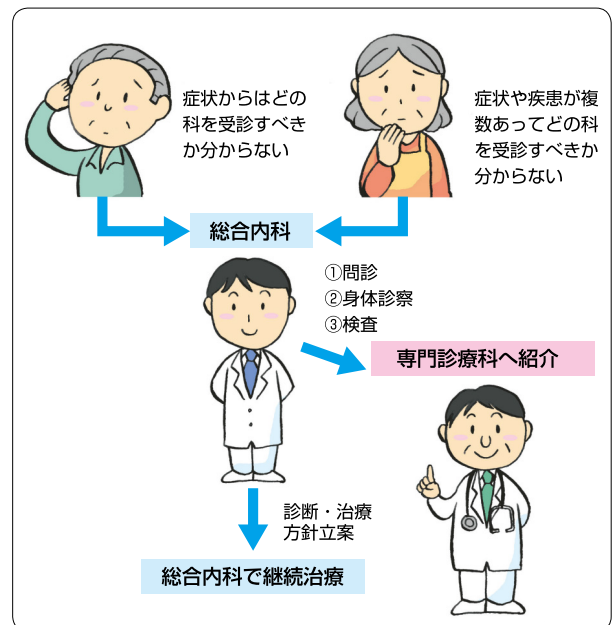 症状からはどの
科を受診すべき
か分からない
症状や疾患が複
数あってどの科
を受診すべきか
分からない
総合内科
①問診
②身体診察
③検査
専門診療科へ紹介
診断・治療
方針立案
総合内科で継続治療